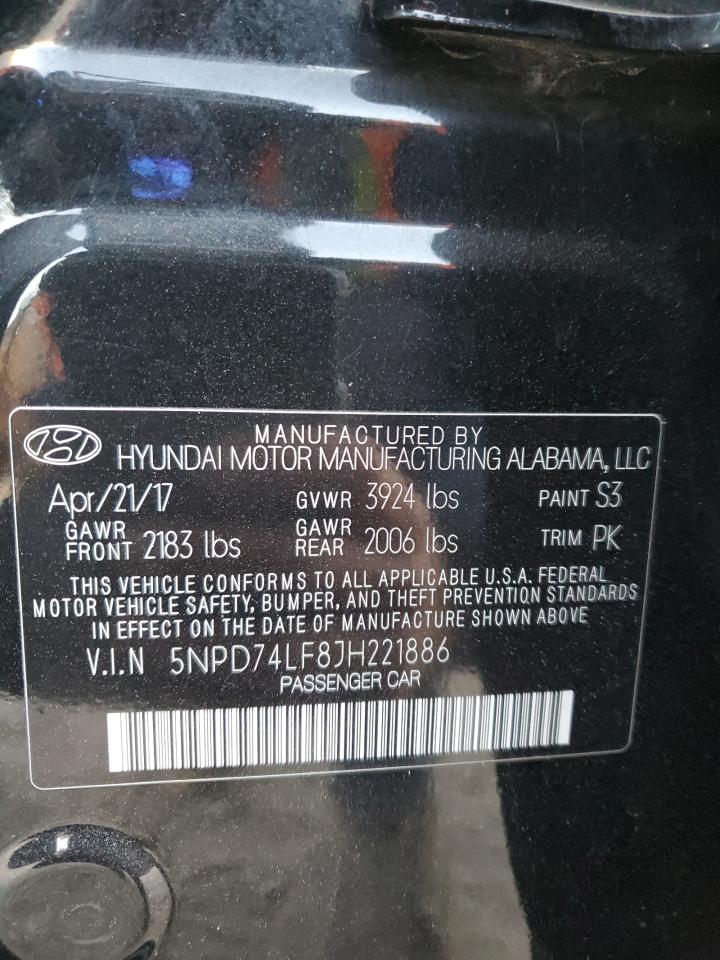 MANUFACTURED BY
HYUNDAI MOTOR MANUFACTURING ALABAMA, LLC
Apr/21/17 GVWR 3924 lbs PAINT S3
GAWR FRONT 2183 lbs GAWR REAR 2006 lbs TRIM PK
THIS VEHICLE CONFORMS TO ALL APPLICABLE U.S.A. FEDERAL
MOTOR VEHICLE SAFETY, BUMPER, AND THEFT PREVENTION STANDARDS
IN EFFECT ON THE DATE OF MANUFACTURE SHOWN ABOVE
V.I.N 5NPD74LF8JH221886
PASSENGER CAR